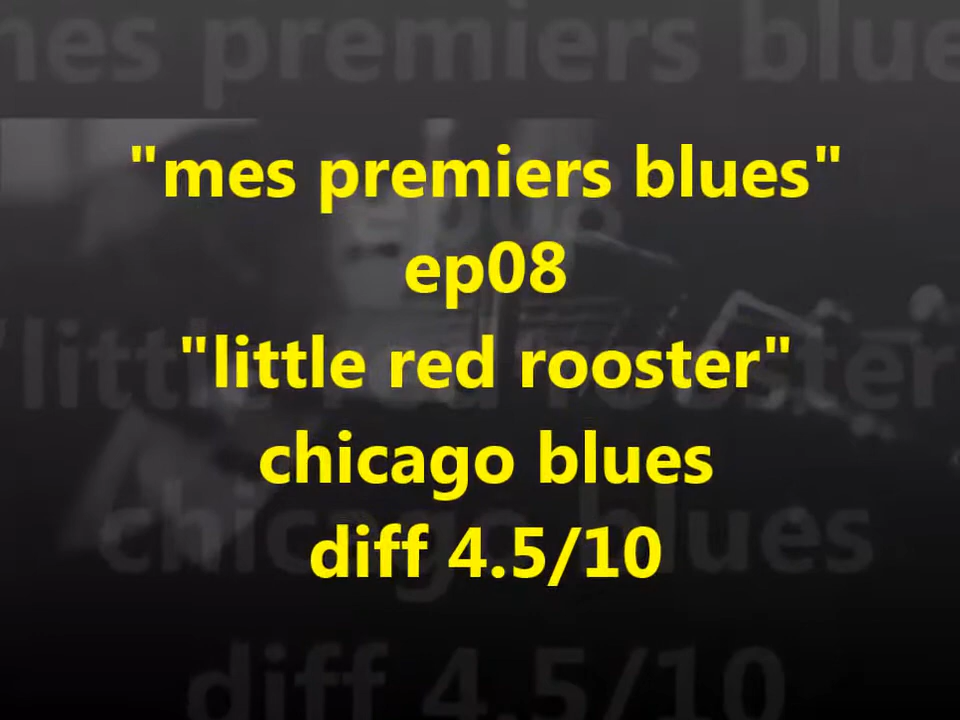 "mes premiers blues"
ep08
"little red rooster"
chicago blues
diff 4.5/10